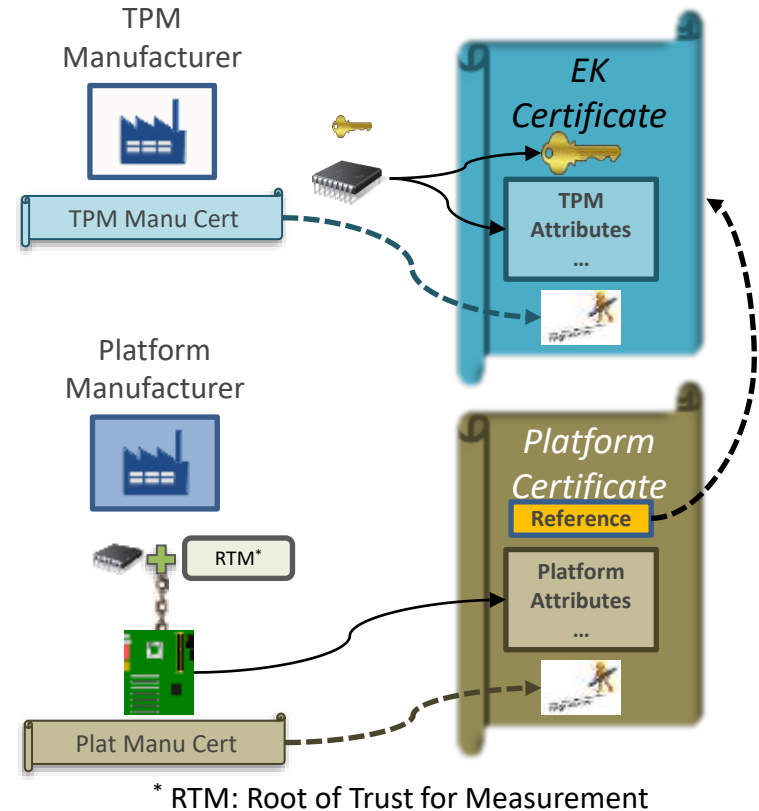 TPM
Manufacturer
TPM Manu Cert
EK
Certificate
TPM
Attributes
…
Platform
Manufacturer
RTM*
Plat Manu Cert
Platform
Certificate
Reference
Platform
Attributes
…
* RTM: Root of Trust for Measurement